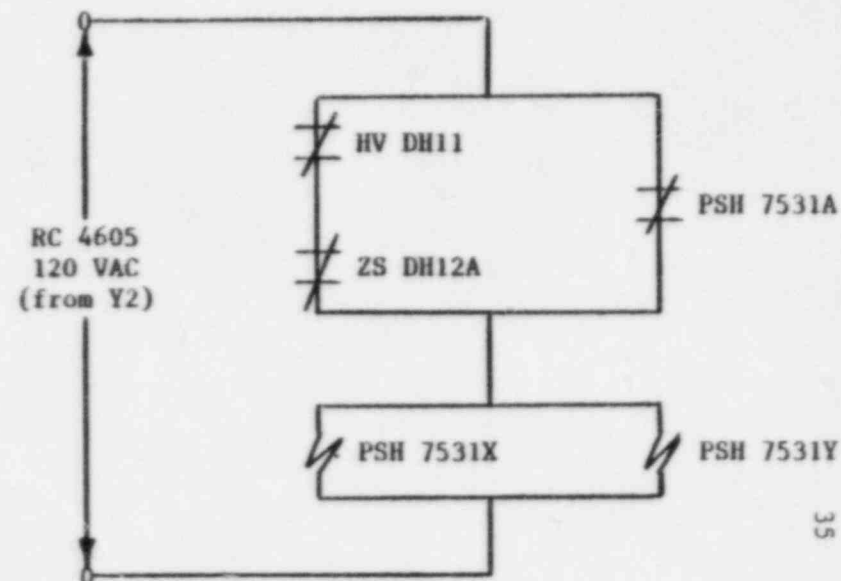 HV DH11
PSH 7531A
RC 4605
120 VAC
(from Y2)
ZS DH12A
PSH 7531X
PSH 7531Y
35